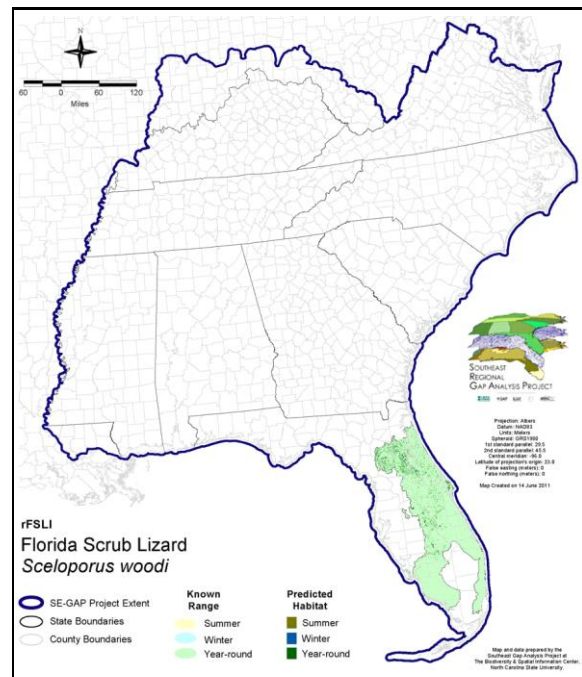 N
60 0 60 120
Miles
SOUTHEAST
REGIONAL
GAP ANALYSIS PROJECT
Projection: Albers
Datum: NAD83
Units: Meters
Spheroid: GRS1980
1st standard parallel: 29.5
2nd standard parallel: 45.5
Central meridian: -96.0
Latitude of projection's origin: 23.0
False easting (meters): 0
False northing (meters): 0
Map Created on 14 June 2011
rFSLI
Florida Scrub Lizard
Sceloporus woodi
SE-GAP Project Extent
State Boundaries
County Boundaries
Known
Range
Summer
Winter
Year-round
Predicted
Habitat
Summer
Winter
Year-round
Map and data prepared by the
Southeast Gap Analysis Project at
The Biodiversity & Spatial Information Center,
North Carolina State University.